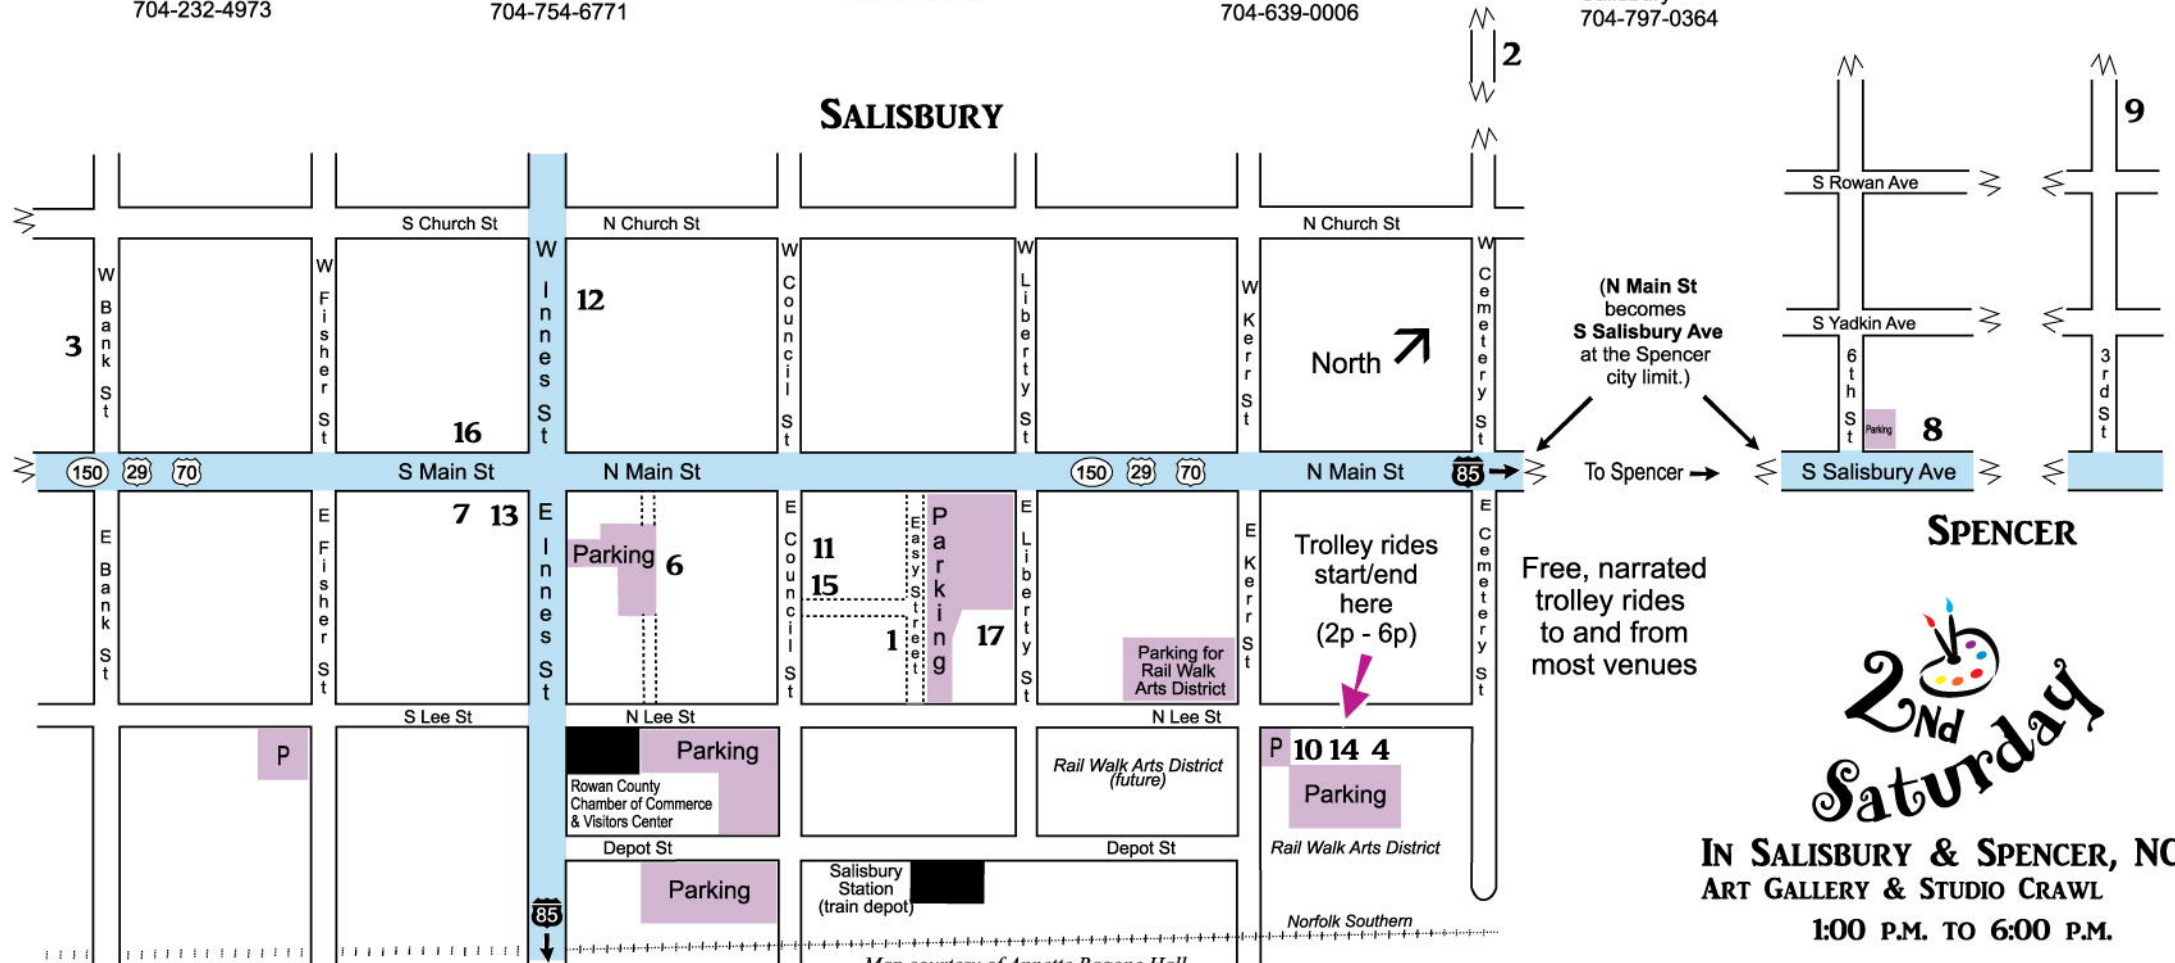 704-232-4973
704-754-6771
704-639-0006
704-797-0364
2
SALISBURY
9
S Rowan Ave
S Church St
N Church St
N Church St
W Bank St
W Fisher St
W Innes St
W Council St
W Liberty St
W Kerr St
W Cemetery St
12
3
North
(N Main St
becomes
S Salisbury Ave
at the Spencer
city limit.)
S Yadkin Ave
6th St
3rd St
Parking
8
16
150
29
70
S Main St
N Main St
150
29
70
N Main St
85
To Spencer
S Salisbury Ave
SPENCER
7
13
E Bank St
E Fisher St
E Innes St
E Council St
Easy Street
E Liberty St
E Kerr St
E Cemetery St
Parking
6
11
15
1
Parking
17
Parking for
Rail Walk
Arts District
Trolley rides
start/end
here
(2p - 6p)
Free, narrated
trolley rides
to and from
most venues
S Lee St
N Lee St
N Lee St
P
Parking
Rowan County
Chamber of Commerce
& Visitors Center
Rail Walk Arts District
(future)
P
10 14 4
Parking
Rail Walk Arts District
Depot St
Depot St
Parking
Salisbury
Station
(train depot)
85
Norfolk Southern
Map courtesy of Annette Ragone Hall
2Nd
Saturday
IN SALISBURY & SPENCER, NC
ART GALLERY & STUDIO CRAWL
1:00 P.M. TO 6:00 P.M.